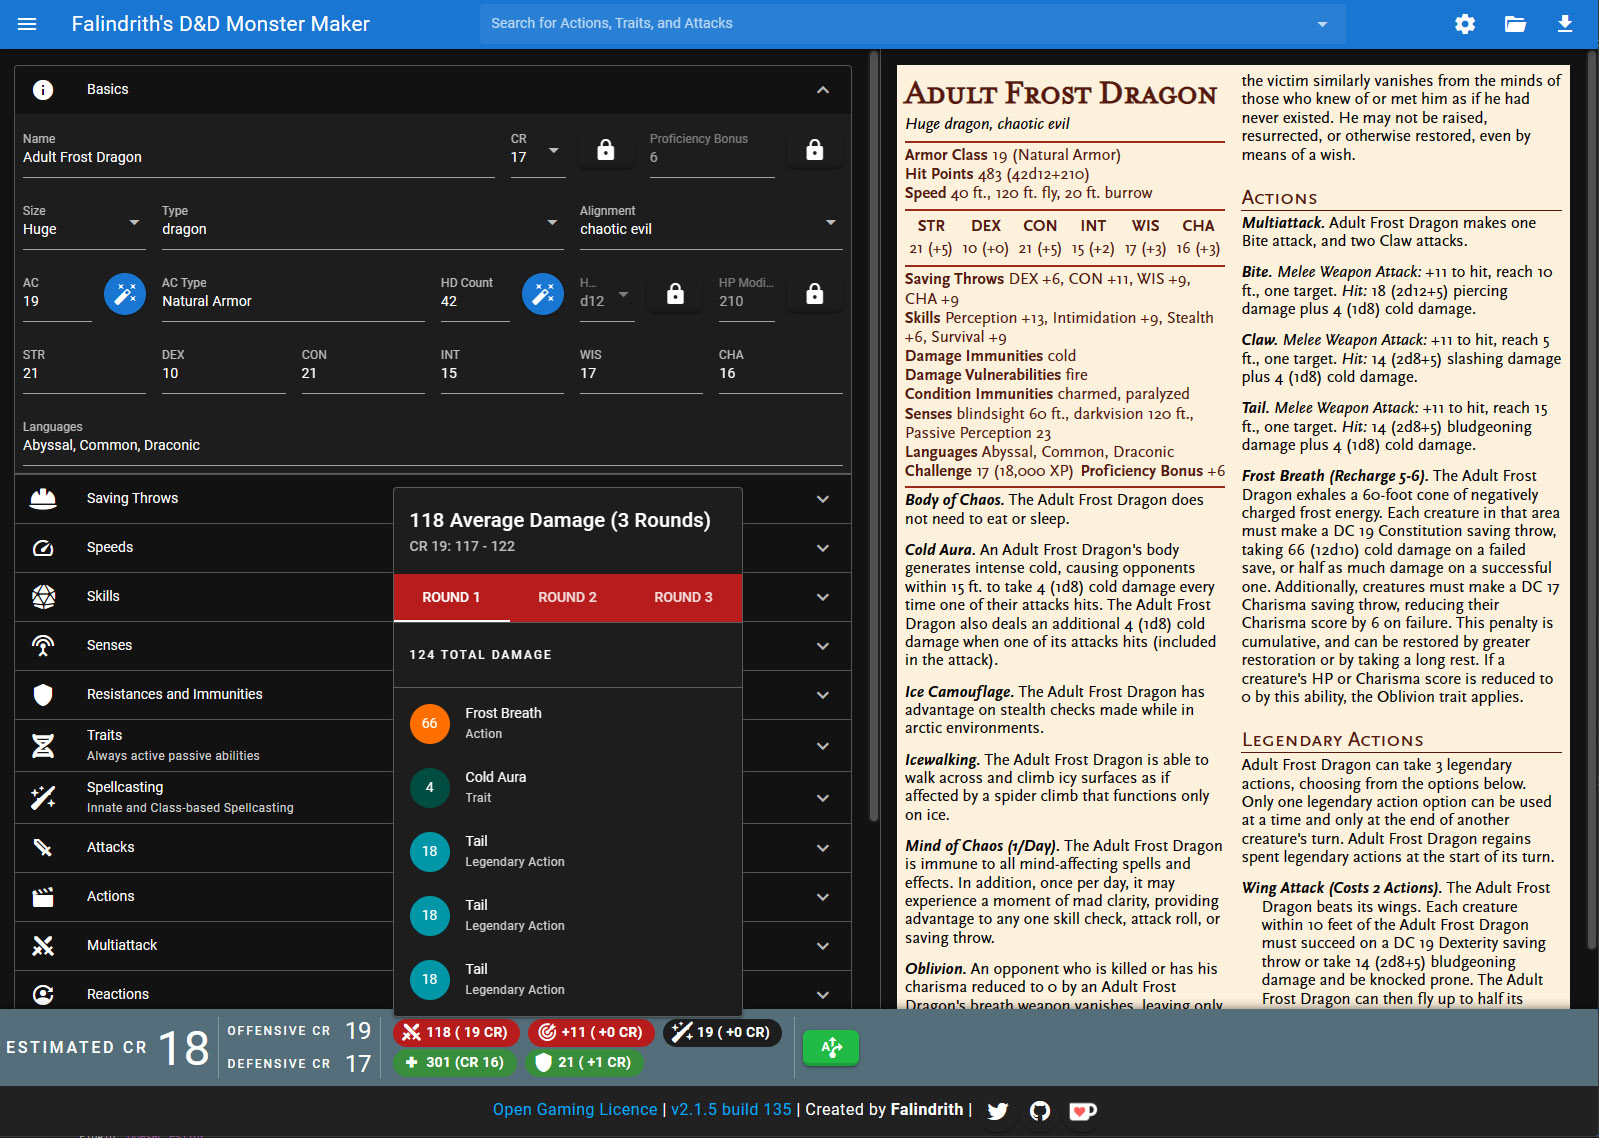 Falindrith's D&D Monster Maker
Search for Actions, Traits, and Attacks
Basics
Name
Adult Frost Dragon
CR
17
Proficiency Bonus
6
Size
Huge
Type
dragon
Alignment
chaotic evil
AC
19
AC Type
Natural Armor
HD Count
42
H...
d12
HP Modi...
210
STR
21
DEX
10
CON
21
INT
15
WIS
17
CHA
16
Languages
Abyssal, Common, Draconic
Saving Throws
Speeds
Skills
Senses
Resistances and Immunities
Traits
Always active passive abilities
Spellcasting
Innate and Class-based Spellcasting
Attacks
Actions
Multiattack
Reactions
118 Average Damage (3 Rounds)
CR 19: 117 - 122
ROUND 1 ROUND 2 ROUND 3
124 TOTAL DAMAGE
66 Frost Breath
Action
4 Cold Aura
Trait
18 Tail
Legendary Action
18 Tail
Legendary Action
18 Tail
Legendary Action
Adult Frost Dragon
Huge dragon, chaotic evil
Armor Class 19 (Natural Armor)
Hit Points 483 (42d12+210)
Speed 40 ft., 120 ft. fly, 20 ft. burrow
STR DEX CON INT WIS CHA
21 (+5) 10 (+0) 21 (+5) 15 (+2) 17 (+3) 16 (+3)
Saving Throws DEX +6, CON +11, WIS +9,
CHA +9
Skills Perception +13, Intimidation +9, Stealth
+6, Survival +9
Damage Immunities cold
Damage Vulnerabilities fire
Condition Immunities charmed, paralyzed
Senses blindsight 60 ft., darkvision 120 ft.,
Passive Perception 23
Languages Abyssal, Common, Draconic
Challenge 17 (18,000 XP) Proficiency Bonus +6
Body of Chaos. The Adult Frost Dragon does
not need to eat or sleep.
Cold Aura. An Adult Frost Dragon's body
generates intense cold, causing opponents
within 15 ft. to take 4 (1d8) cold damage every
time one of their attacks hits. The Adult Frost
Dragon also deals an additional 4 (1d8) cold
damage when one of its attacks hits (included
in the attack).
Ice Camouflage. The Adult Frost Dragon has
advantage on stealth checks made while in
arctic environments.
Icewalking. The Adult Frost Dragon is able to
walk across and climb icy surfaces as if
affected by a spider climb that functions only
on ice.
Mind of Chaos (1/Day). The Adult Frost Dragon
is immune to all mind-affecting spells and
effects. In addition, once per day, it may
experience a moment of mad clarity, providing
advantage to any one skill check, attack roll, or
saving throw.
Oblivion. An opponent who is killed or has his
charisma reduced to 0 by an Adult Frost
Dragon's breath weapon vanishes, leaving only
the victim similarly vanishes from the minds of
those who knew of or met him as if he had
never existed. He may not be raised,
resurrected, or otherwise restored, even by
means of a wish.
Actions
Multiattack. Adult Frost Dragon makes one
Bite attack, and two Claw attacks.
Bite. Melee Weapon Attack: +11 to hit, reach 10
ft., one target. Hit: 18 (2d12+5) piercing
damage plus 4 (1d8) cold damage.
Claw. Melee Weapon Attack: +11 to hit, reach 5
ft., one target. Hit: 14 (2d8+5) slashing damage
plus 4 (1d8) cold damage.
Tail. Melee Weapon Attack: +11 to hit, reach 15
ft., one target. Hit: 14 (2d8+5) bludgeoning
damage plus 4 (1d8) cold damage.
Frost Breath (Recharge 5-6). The Adult Frost
Dragon exhales a 60-foot cone of negatively
charged frost energy. Each creature in that area
must make a DC 19 Constitution saving throw,
taking 66 (12d10) cold damage on a failed
save, or half as much damage on a successful
one. Additionally, creatures must make a DC 17
Charisma saving throw, reducing their
Charisma score by 6 on failure. This penalty is
cumulative, and can be restored by greater
restoration or by taking a long rest. If a
creature's HP or Charisma score is reduced to
0 by this ability, the Oblivion trait applies.
Legendary Actions
Adult Frost Dragon can take 3 legendary
actions, choosing from the options below.
Only one legendary action option can be used
at a time and only at the end of another
creature's turn. Adult Frost Dragon regains
spent legendary actions at the start of its turn.
Wing Attack (Costs 2 Actions). The Adult Frost
Dragon beats its wings. Each creature
within 10 feet of the Adult Frost Dragon
must succeed on a DC 19 Dexterity saving
throw or take 14 (2d8+5) bludgeoning
damage and be knocked prone. The Adult
Frost Dragon can then fly up to half its
ESTIMATED CR 18
OFFENSIVE CR 19
DEFENSIVE CR 17
118 ( 19 CR) +11 ( +0 CR) 19 ( +0 CR)
301 (CR 16) 21 ( +1 CR)
A
Open Gaming Licence | v2.1.5 build 135 | Created by Falindrith |